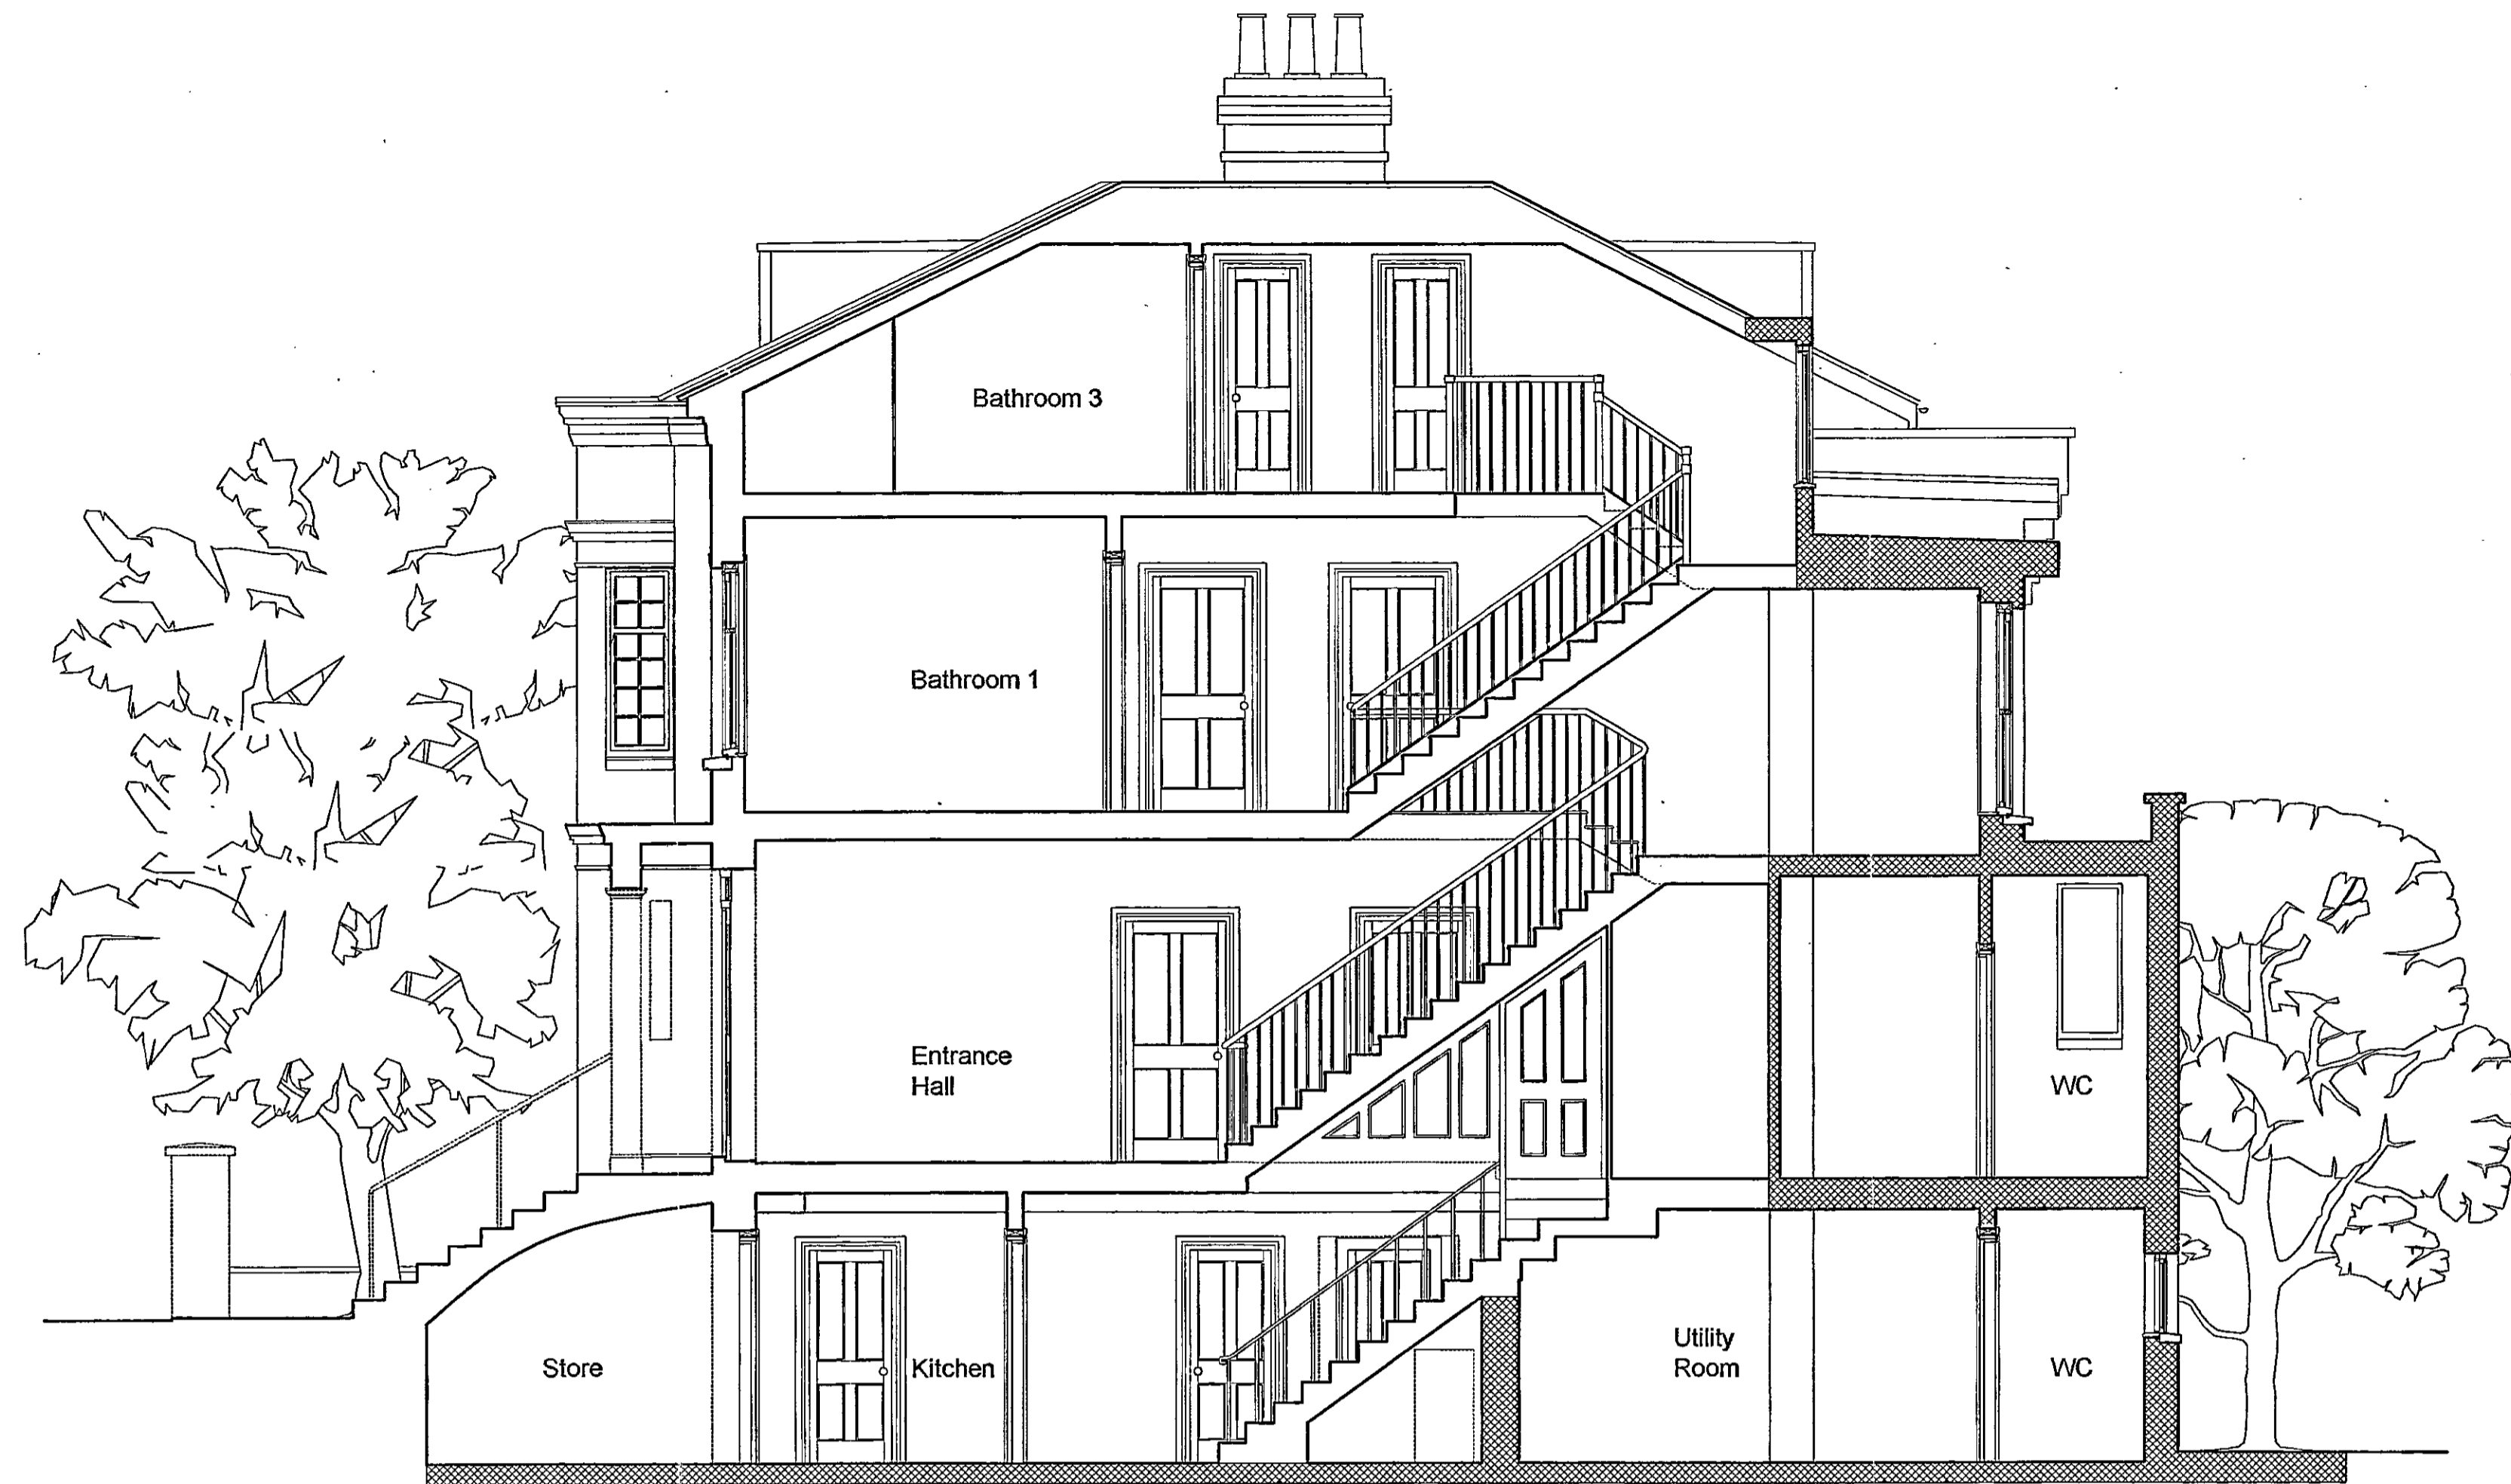 Bathroom 3
Bathroom 1
Entrance
Hall
WC
Store
Kitchen
Utility
Room
WC